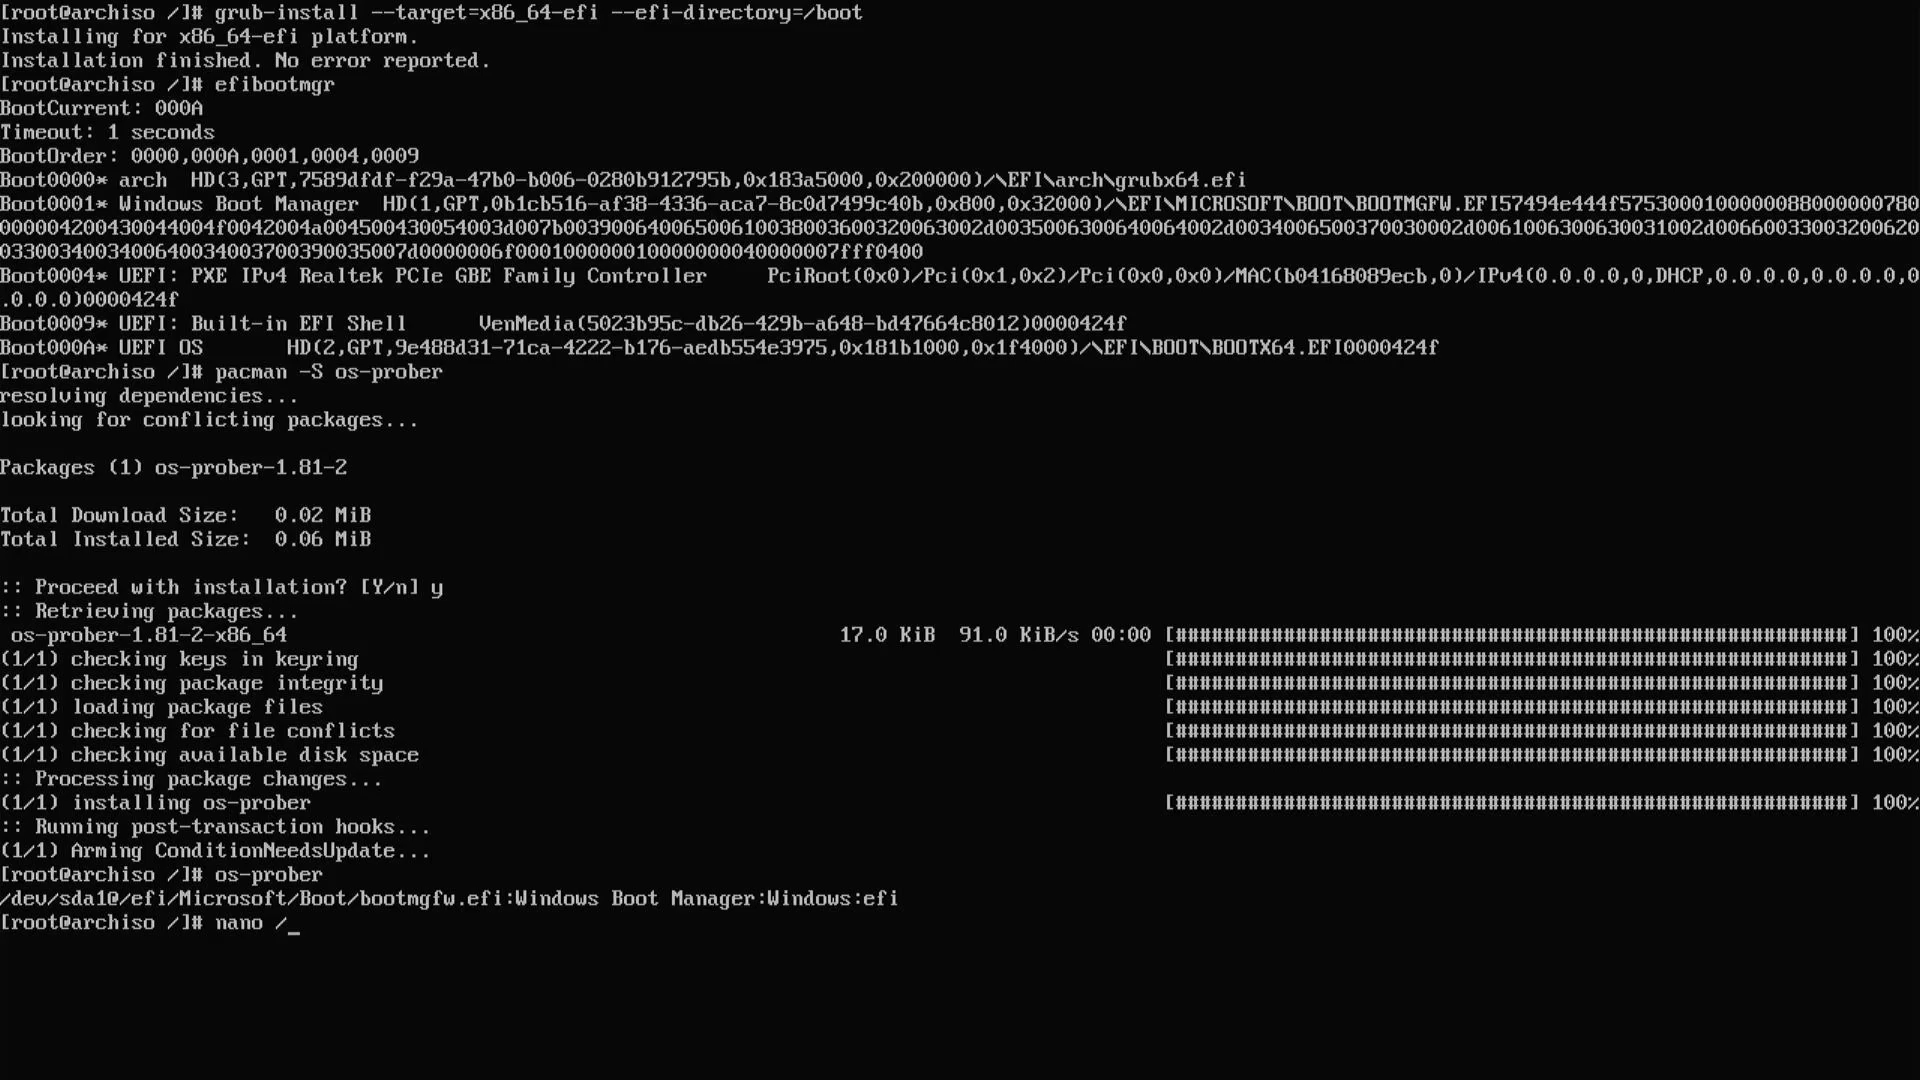 [root@archiso /]# grub-install --target=x86_64-efi --efi-directory=/boot
Installing for x86_64-efi platform.
Installation finished. No error reported.
[root@archiso /]# efibootmgr
BootCurrent: 000A
Timeout: 1 seconds
BootOrder: 0000,000A,0001,0004,0009
Boot0000* arch  HD(3,GPT,7589dfdf-f29a-47b0-b006-0280b912795b,0x183a5000,0x200000)/\EFI\arch\grubx64.efi
Boot0001* Windows Boot Manager  HD(1,GPT,0b1cb516-af38-4336-aca7-8c0d7499c40b,0x800,0x32000)/\EFI\MICROSOFT\BOOT\BOOTMGFW.EFI57494e444f5753000100000088000000780
000004200430044004f0042004a004500430054003d007b00390064006500610038003600320063002d0035006300640064002d0034006500370030002d0061006300630031002d00660033003200620
033003400340064003400370003900350007d0000006f000100000010000000040000007fff0400
Boot0004* UEFI: PXE IPv4 Realtek PCIe GBE Family Controller     PciRoot(0x0)/Pci(0x1,0x2)/Pci(0x0,0x0)/MAC(b04168089ecb,0)/IPv4(0.0.0.0,0,DHCP,0.0.0.0,0.0.0.0,0
.0.0.0)0000424f
Boot0009* UEFI: Built-in EFI Shell      VenMedia(5023b95c-db26-429b-a648-bd47664c8012)0000424f
Boot000A* UEFI OS       HD(2,GPT,9e488d31-71ca-4222-b176-aedb554e3975,0x181b1000,0x1f4000)/\EFI\BOOT\BOOTX64.EFI0000424f
[root@archiso /]# pacman -S os-prober
resolving dependencies...
looking for conflicting packages...
Packages (1) os-prober-1.81-2
Total Download Size:   0.02 MiB
Total Installed Size:  0.06 MiB
:: Proceed with installation? [Y/n] y
:: Retrieving packages...
os-prober-1.81-2-x86_64 17.0 KiB  91.0 KiB/s 00:00 [########################################################] 100%
(1/1) checking keys in keyring [########################################################] 100%
(1/1) checking package integrity [########################################################] 100%
(1/1) loading package files [########################################################] 100%
(1/1) checking for file conflicts [########################################################] 100%
(1/1) checking available disk space [########################################################] 100%
:: Processing package changes...
(1/1) installing os-prober [########################################################] 100%
:: Running post-transaction hooks...
(1/1) Arming ConditionNeedsUpdate...
[root@archiso /]# os-prober
/dev/sda1@/efi/Microsoft/Boot/bootmgfw.efi:Windows Boot Manager:Windows:efi
[root@archiso /]# nano /_